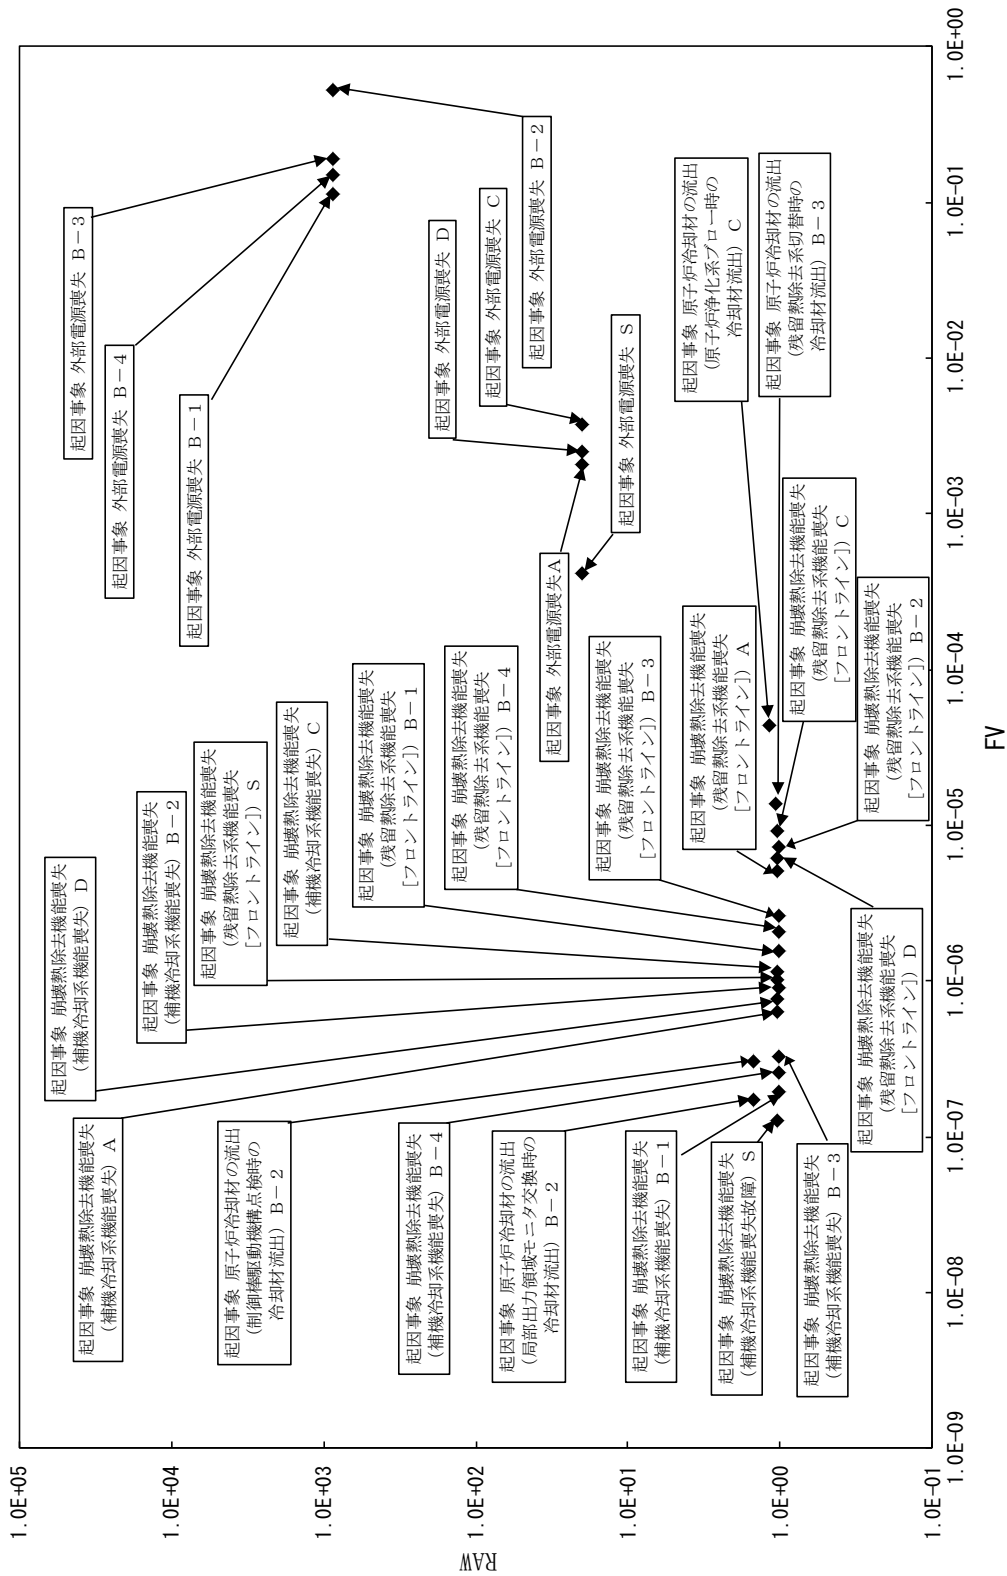 1.0E+05
1.0E+04
1.0E+03
1.0E+02
1.0E+01
1.0E+00
1.0E-01
RAW
1.0E-09
1.0E-08
1.0E-07
1.0E-06
1.0E-05
1.0E-04
1.0E-03
1.0E-02
1.0E-01
1.0E+00
FV
起因事象 崩壊熱除去機能喪失
(補機冷却系機能喪失) A
起因事象 崩壊熱除去機能喪失
(補機冷却系機能喪失) D
起因事象 崩壊熱除去機能喪失
(補機冷却系機能喪失) B-2
起因事象 崩壊熱除去機能喪失
(残留熱除去系機能喪失
[フロントライン]) S
起因事象 崩壊熱除去機能喪失
(補機冷却系機能喪失) C
起因事象 崩壊熱除去機能喪失
(残留熱除去系機能喪失
[フロントライン]) B-1
起因事象 崩壊熱除去機能喪失
(残留熱除去系機能喪失
[フロントライン]) B-4
起因事象 崩壊熱除去機能喪失
(残留熱除去系機能喪失
[フロントライン]) B-3
起因事象 崩壊熱除去機能喪失
(残留熱除去系機能喪失
[フロントライン]) A
起因事象 崩壊熱除去機能喪失
(残留熱除去系機能喪失
[フロントライン]) C
起因事象 崩壊熱除去機能喪失
(残留熱除去系機能喪失
[フロントライン]) B-2
起因事象 崩壊熱除去機能喪失
(残留熱除去系機能喪失
[フロントライン]) D
起因事象 原子炉冷却材の流出
(制御棒駆動機構点検時の
冷却材流出) B-2
起因事象 崩壊熱除去機能喪失
(補機冷却系機能喪失) B-4
起因事象 原子炉冷却材の流出
(局部出力領域モニタ交換時の
冷却材流出) B-2
起因事象 崩壊熱除去機能喪失
(補機冷却系機能喪失) B-1
起因事象 崩壊熱除去機能喪失
(補機冷却系機能喪失故障) S
起因事象 崩壊熱除去機能喪失
(補機冷却系機能喪失) B-3
起因事象 外部電源喪失 B-3
起因事象 外部電源喪失 B-4
起因事象 外部電源喪失 B-1
起因事象 外部電源喪失 D
起因事象 外部電源喪失 C
起因事象 外部電源喪失 B-2
起因事象 外部電源喪失A
起因事象 外部電源喪失 S
起因事象 原子炉冷却材の流出
(原子炉浄化系ブロー時の
冷却材流出) C
起因事象 原子炉冷却材の流出
(残留熱除去系切替時の
冷却材流出) B-3